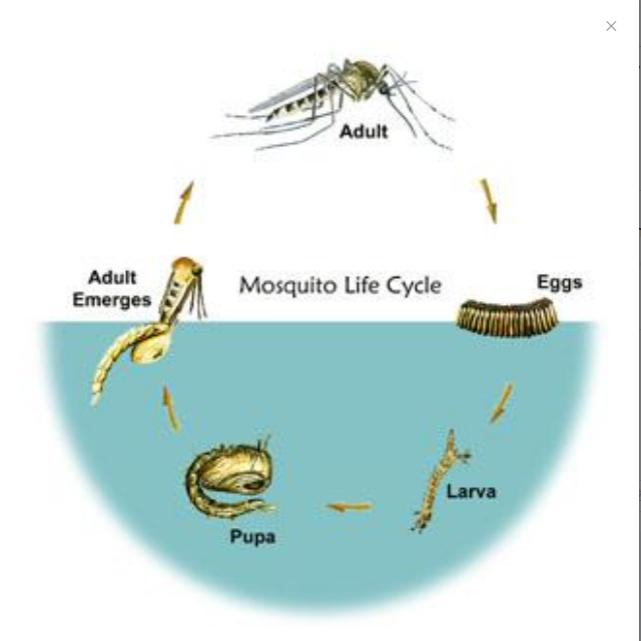 Adult
Adult
Emerges
Mosquito Life Cycle
Eggs
Larva
Pupa